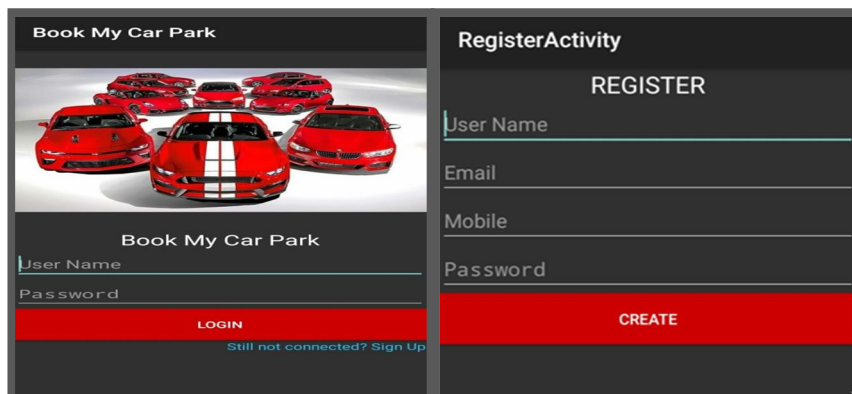 Book My Car Park
Book My Car Park
User Name
Password
LOGIN
Still not connected? Sign Up
RegisterActivity
REGISTER
User Name
Email
Mobile
Password
CREATE